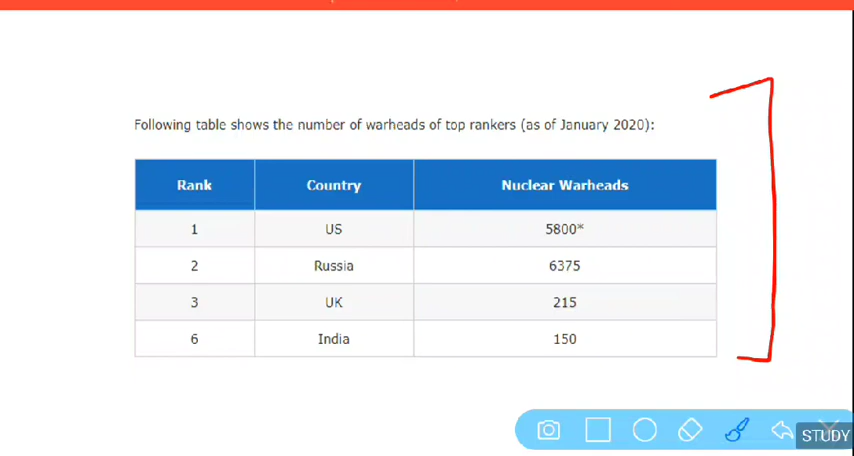 Following table shows the number of warheads of top rankers (as of January 2020):
Rank Country Nuclear Warheads
1 US 5800*
2 Russia 6375
3 UK 215
6 India 150
STUDY